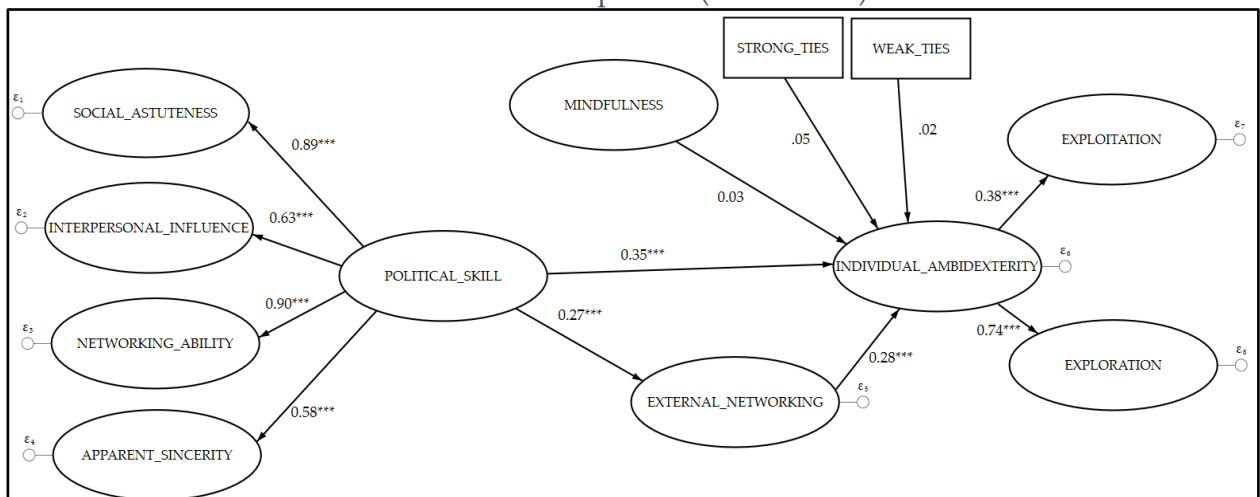 STRONG_TIES
WEAK_TIES
ε1
SOCIAL_ASTUTENESS
MINDFULNESS
ε7
EXPLOITATION
0.89***
.05
.02
0.03
0.38***
ε2
INTERPERSONAL_INFLUENCE
0.63***
POLITICAL_SKILL
0.35***
INDIVIDUAL_AMBIDEXTERITY
ε6
0.90***
0.27***
ε3
NETWORKING_ABILITY
0.28***
0.74***
EXPLORATION
ε8
0.58***
EXTERNAL_NETWORKING
ε5
ε4
APPARENT_SINCERITY